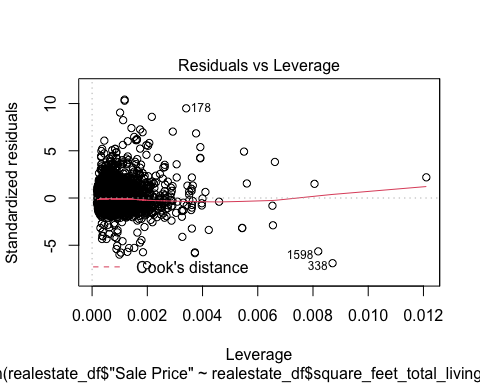 Residuals vs Leverage
Standardized residuals
10
5
0
-5
178
1598
338
Cook's distance
0.000 0.002 0.004 0.006 0.008 0.010 0.012
Leverage
n(realestate_df$"Sale Price" ~ realestate_df$square_feet_total_living